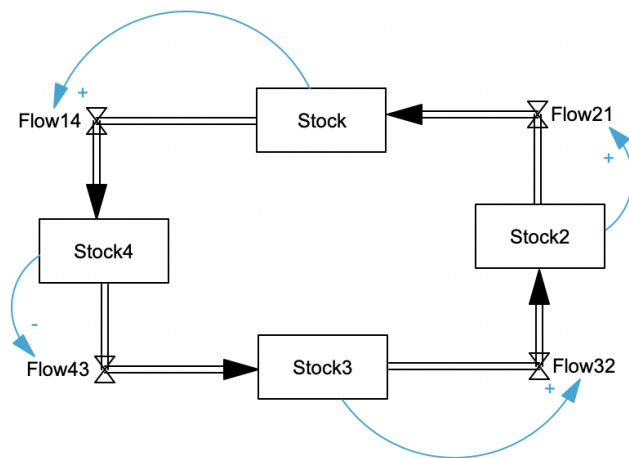 +
Flow14
Stock
Flow21
+
Stock4
Stock2
-
Flow43
Stock3
Flow32
+